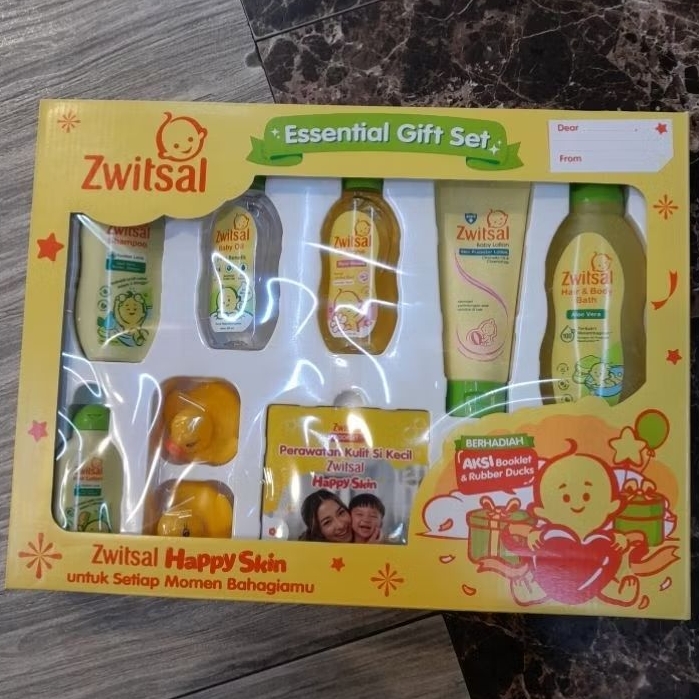 Zwitsal
Essential Gift Set
Dear
From
Zwitsal
Shampoo
Zwitsal
Baby Oil
Zwitsal
Zwitsal
Baby Lotion
Zwitsal
Hair & Body
Bath
Aloe Vera
Zwitsal
Perawatan Kulit Si Kecil
Zwitsal
Happy Skin
BERHADIAH
AKSI Booklet
& Rubber Ducks
Zwitsal Happy Skin
untuk Setiap Momen Bahagiamu